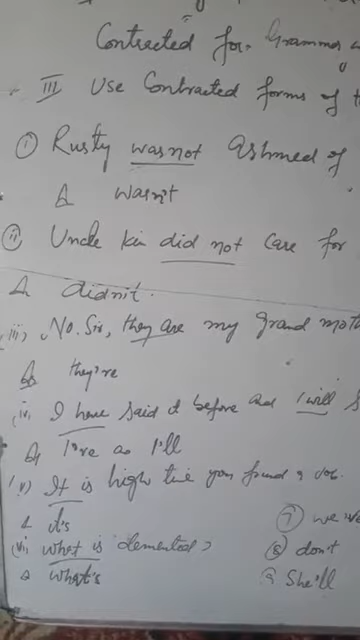 Contracted for Grammar
III Use Contracted forms of
i Rusty was not Ashmed of
A wasn't
ii Uncle Ken did not Care for
A didn't.
iii) No. Sir, they are my grand mot
A they're
iv, I have said it before and I will s
A I've as I'll
v) It is high time you found a Job.
A it's 7 we've
vi) what is demented? 8 don't
A what's 9 She'll